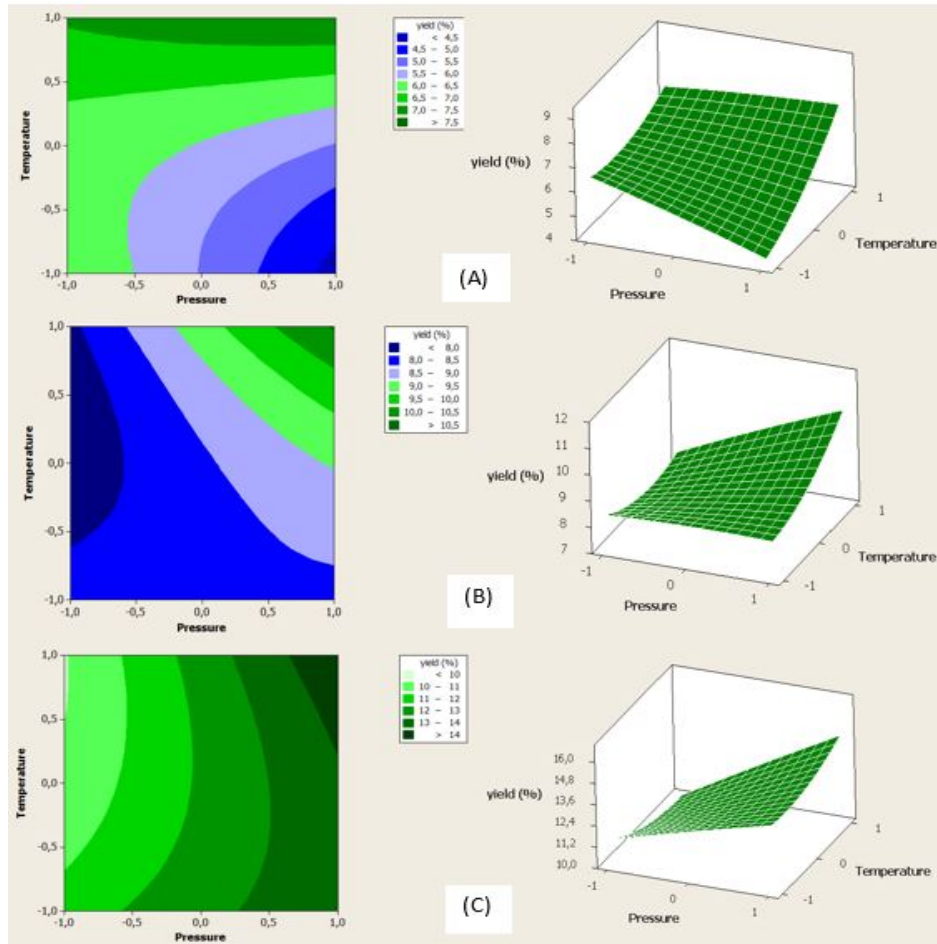 1,0
0,5
0,0
-0,5
-1,0
Temperature
-1,0 -0,5 0,0 0,5 1,0
Pressure
yield (%)
< 4,5
4,5 – 5,0
5,0 – 5,5
5,5 – 6,0
6,0 – 6,5
6,5 – 7,0
7,0 – 7,5
> 7,5
yield (%)
9
8
7
6
5
4
-1
0
1
Pressure
-1
0
1
Temperature
(A)
1,0
0,5
0,0
-0,5
-1,0
Temperature
-1,0 -0,5 0,0 0,5 1,0
Pressure
yield (%)
< 8,0
8,0 – 8,5
8,5 – 9,0
9,0 – 9,5
9,5 – 10,0
10,0 – 10,5
> 10,5
yield (%)
12
11
10
9
8
7
-1
0
1
Pressure
-1
0
1
Temperature
(B)
1,0
0,5
0,0
-0,5
-1,0
Temperature
-1,0 -0,5 0,0 0,5 1,0
Pressure
yield (%)
< 10
10 – 11
11 – 12
12 – 13
13 – 14
> 14
yield (%)
16,0
14,8
13,6
12,4
11,2
10,0
-1
0
1
Pressure
-1
0
1
Temperature
(C)